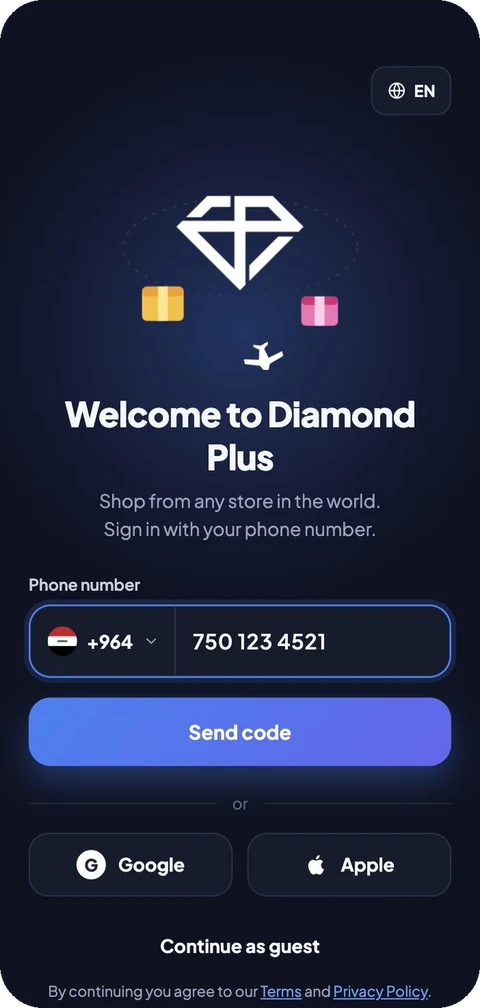 EN
Welcome to Diamond
Plus
Shop from any store in the world.
Sign in with your phone number.
Phone number
+964 750 123 4521
Send code
or
G Google
Apple
Continue as guest
By continuing you agree to our Terms and Privacy Policy.